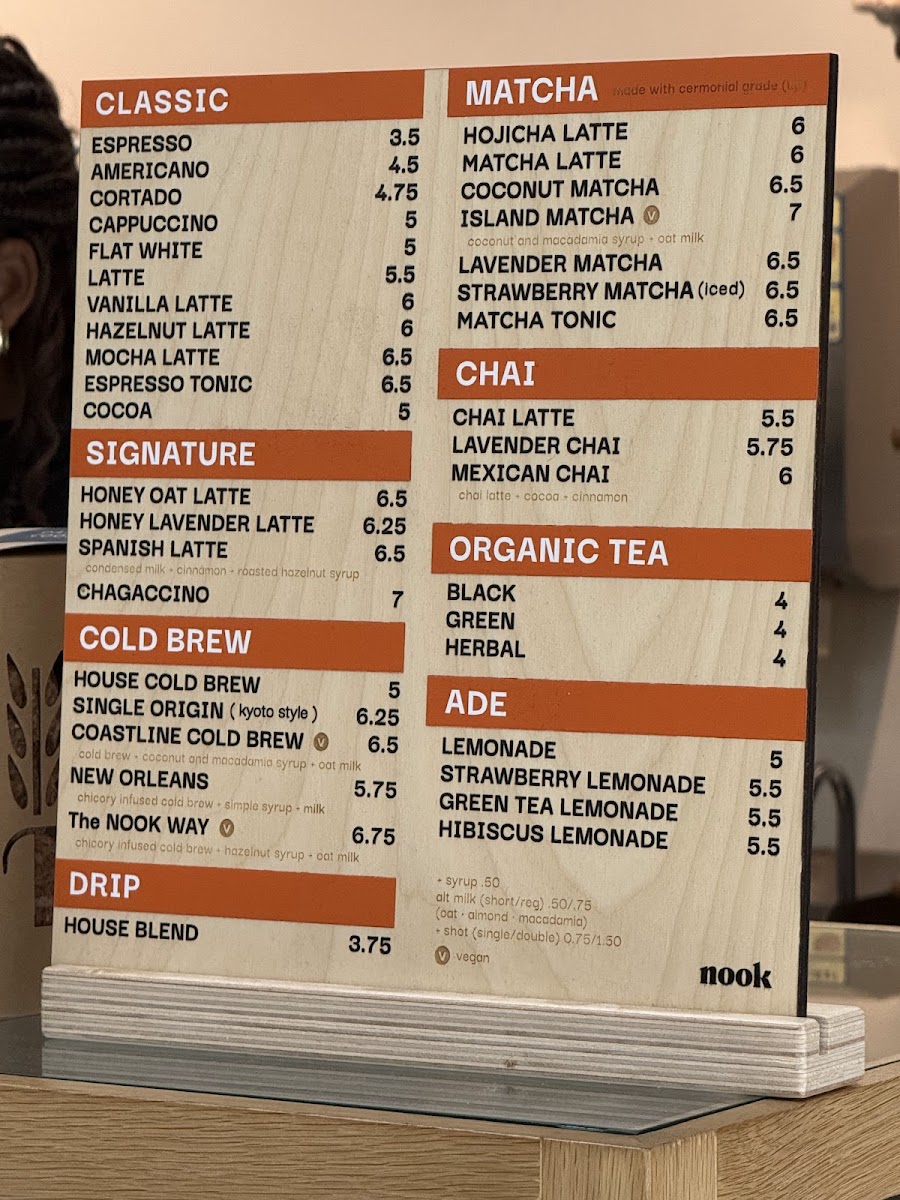 CLASSIC
ESPRESSO 3.5
AMERICANO 4.5
CORTADO 4.75
CAPPUCCINO 5
FLAT WHITE 5
LATTE 5.5
VANILLA LATTE 6
HAZELNUT LATTE 6
MOCHA LATTE 6.5
ESPRESSO TONIC 6.5
COCOA 5
SIGNATURE
HONEY OAT LATTE 6.5
HONEY LAVENDER LATTE 6.25
SPANISH LATTE 6.5
condensed milk + cinnamon + roasted hazelnut syrup
CHAGACCINO 7
COLD BREW
HOUSE COLD BREW 5
SINGLE ORIGIN ( kyoto style ) 6.25
COASTLINE COLD BREW V 6.5
cold brew + coconut and macadamia syrup + oat milk
NEW ORLEANS 5.75
chicory infused cold brew + simple syrup + milk
The NOOK WAY V 6.75
chicory infused cold brew + hazelnut syrup + oat milk
DRIP
HOUSE BLEND 3.75
MATCHA made with cermonial grade
HOJICHA LATTE 6
MATCHA LATTE 6
COCONUT MATCHA 6.5
ISLAND MATCHA V 7
coconut and macadamia syrup + oat milk
LAVENDER MATCHA 6.5
STRAWBERRY MATCHA (iced) 6.5
MATCHA TONIC 6.5
CHAI
CHAI LATTE 5.5
LAVENDER CHAI 5.75
MEXICAN CHAI 6
chai latte + cocoa + cinnamon
ORGANIC TEA
BLACK 4
GREEN 4
HERBAL 4
ADE
LEMONADE 5
STRAWBERRY LEMONADE 5.5
GREEN TEA LEMONADE 5.5
HIBISCUS LEMONADE 5.5
+ syrup .50
alt milk (short/reg) .50/.75
(oat · almond · macadamia)
+ shot (single/double) 0.75/1.50
V vegan
nook